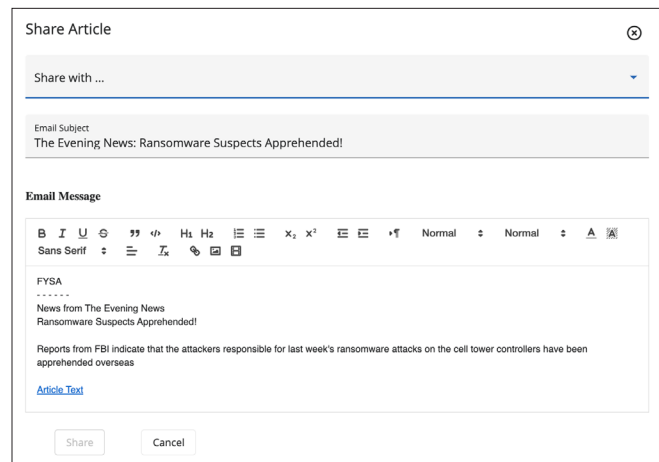 Share Article
Share with ...
Email Subject
The Evening News: Ransomware Suspects Apprehended!
Email Message
B I U S ” </> H1 H2 X2 X2 ¶ Normal Normal A A
Sans Serif Tx
FYSA
- - - - - -
News from The Evening News
Ransomware Suspects Apprehended!
Reports from FBI indicate that the attackers responsible for last week's ransomware attacks on the cell tower controllers have been
apprehended overseas
Article Text
Share Cancel